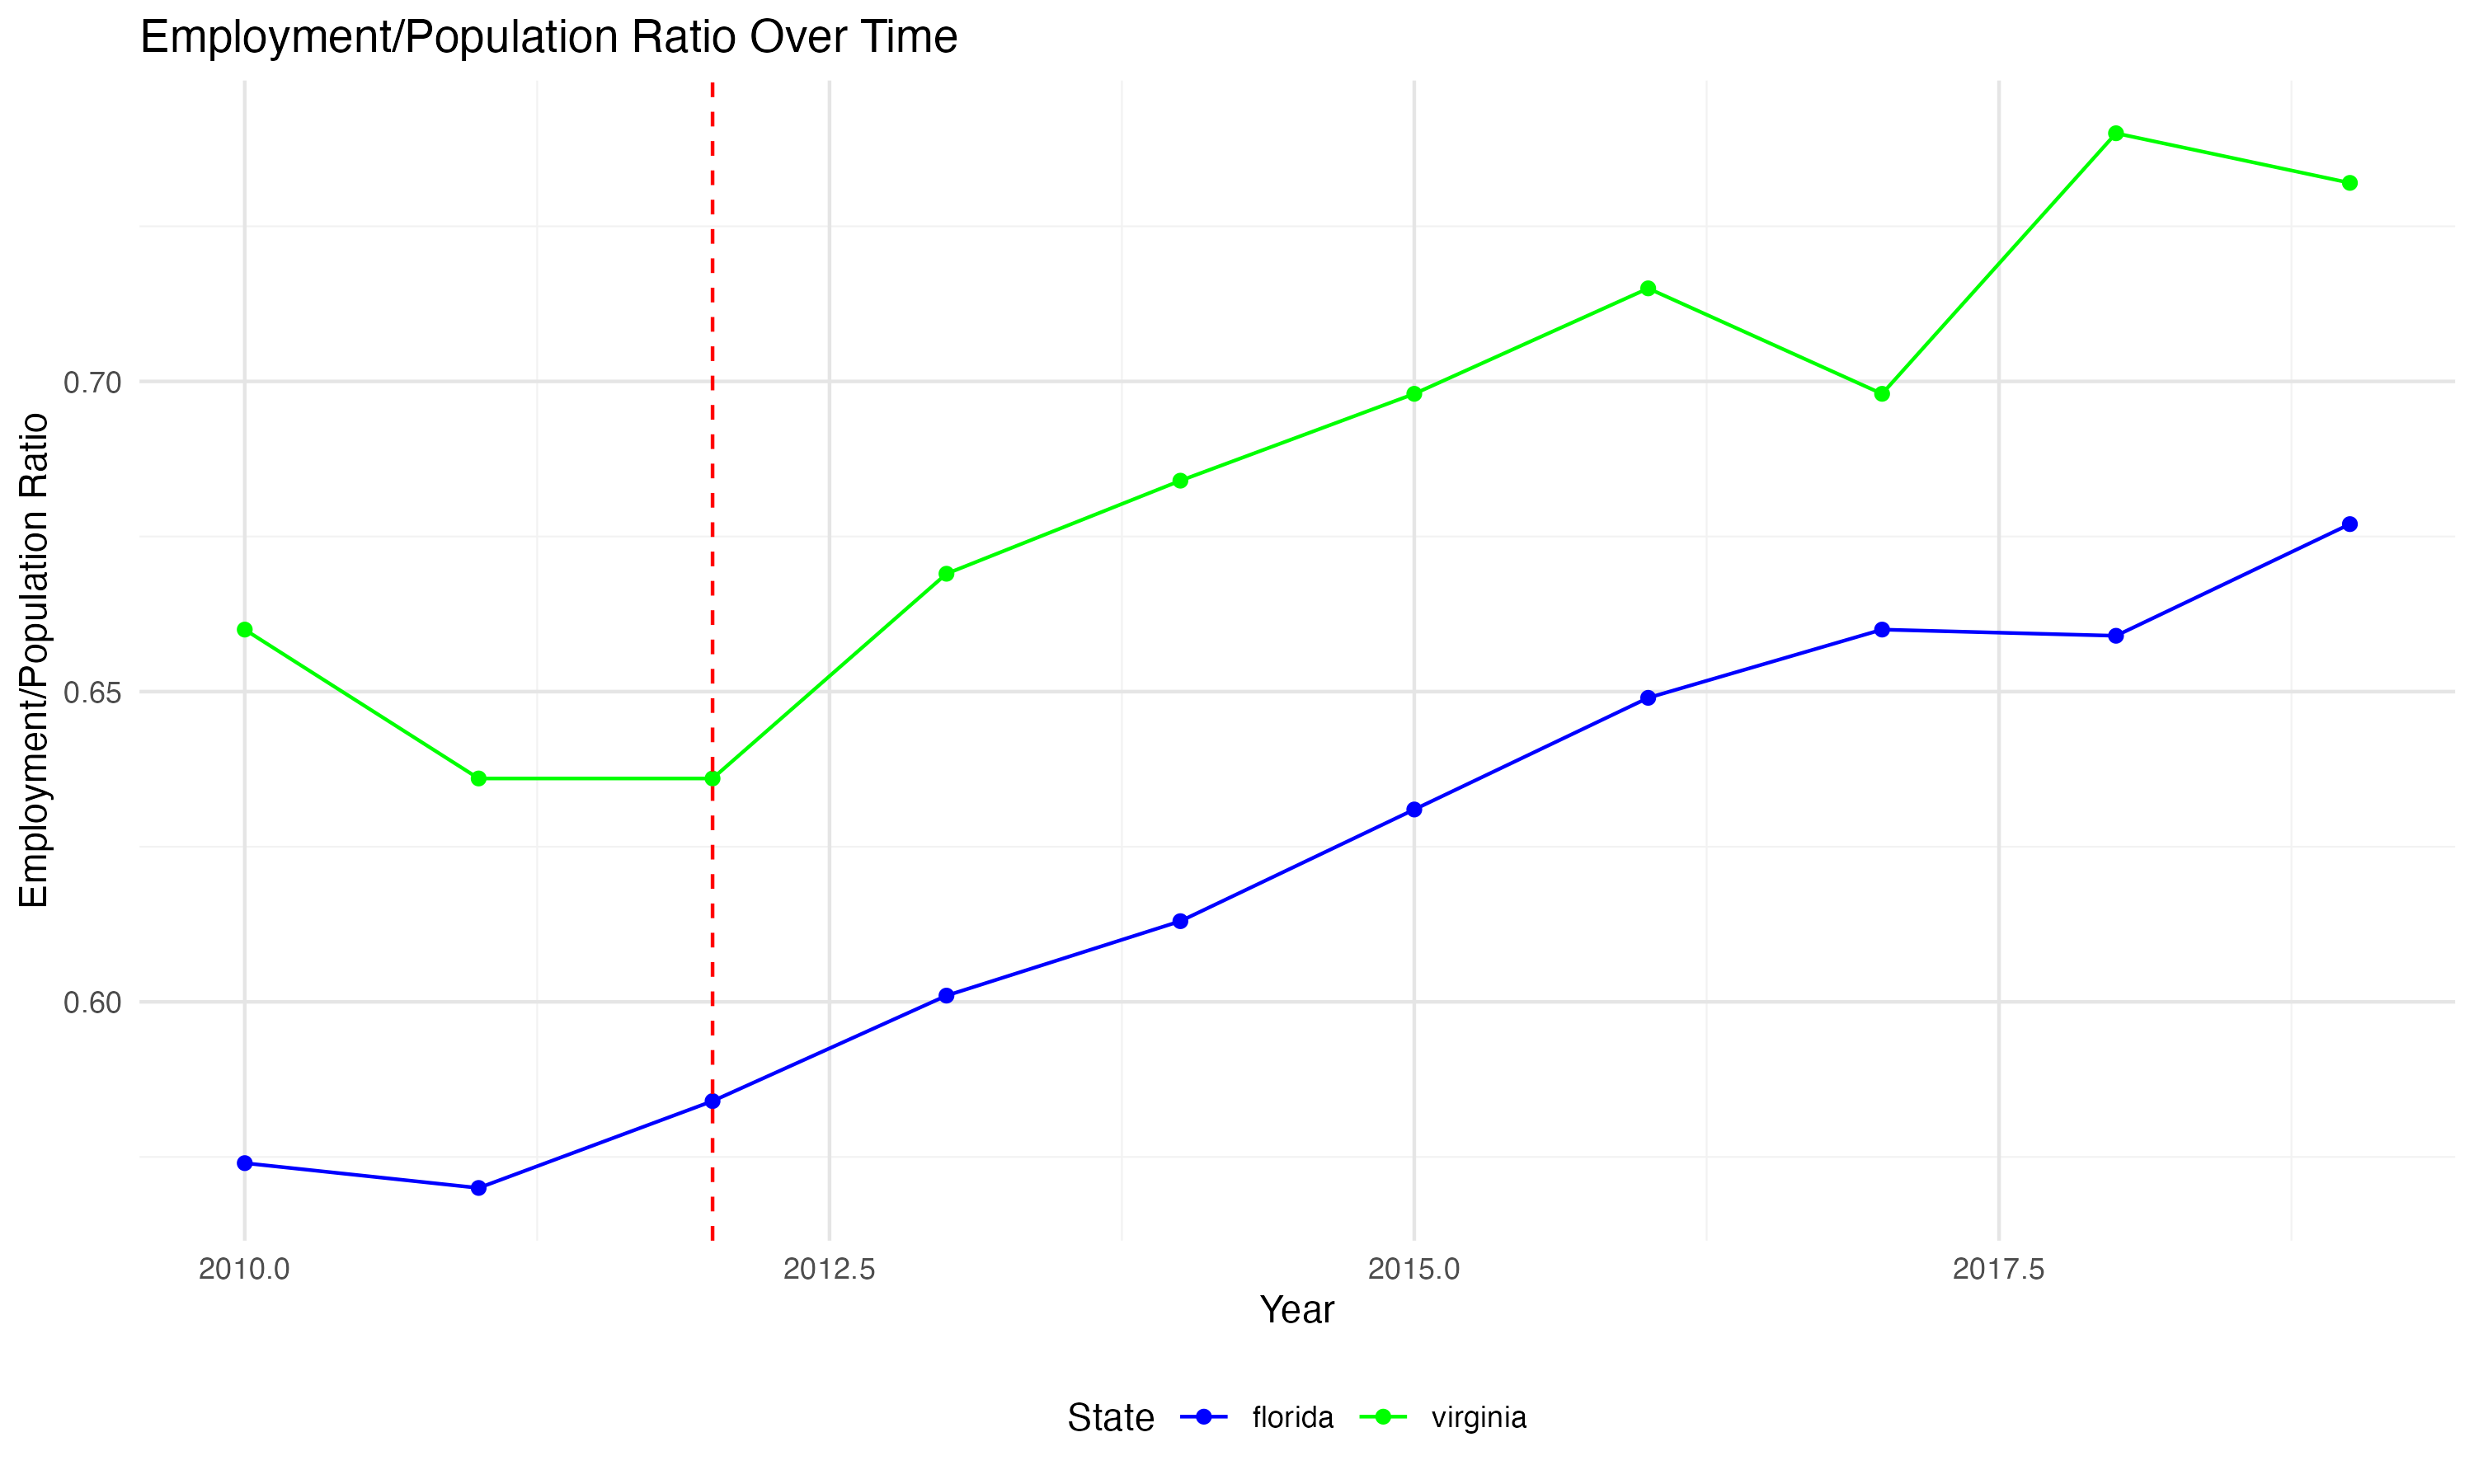 Employment/Population Ratio Over Time
Employment/Population Ratio
0.70
0.65
0.60
2010.0 2012.5 2015.0 2017.5
Year
State florida virginia